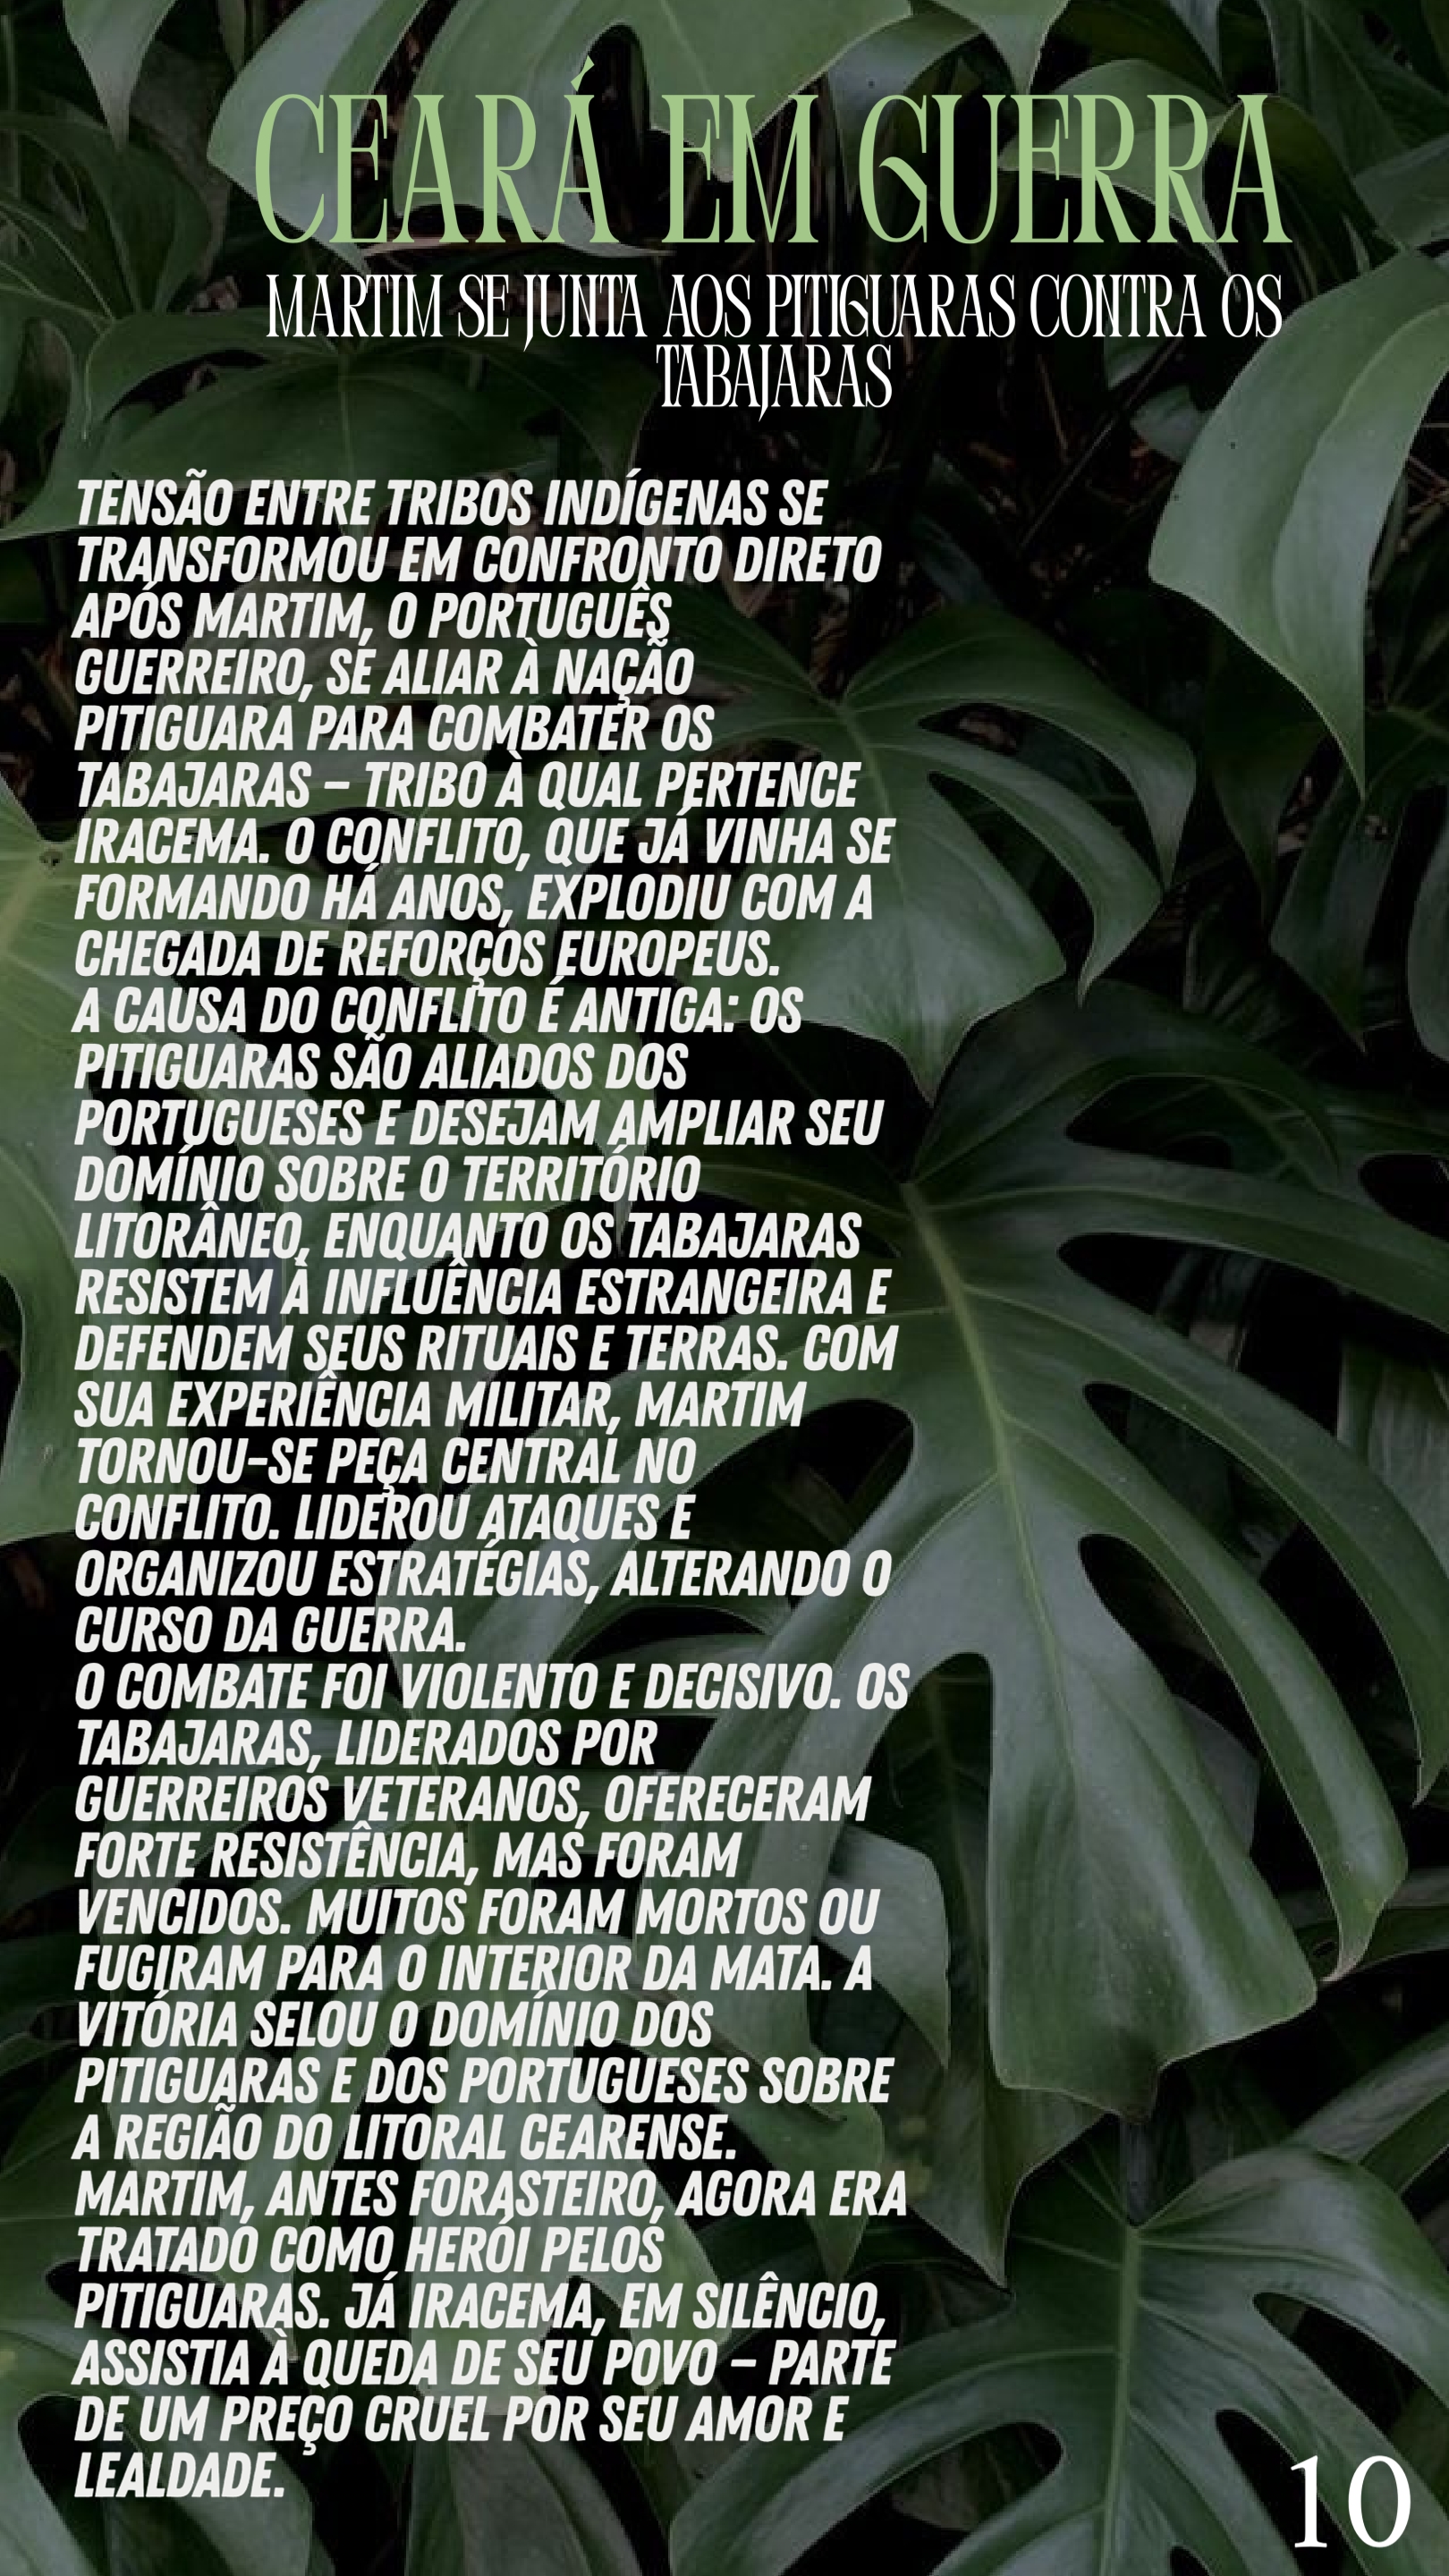 CEARÁ EM GUERRA
MARTIM SE JUNTA AOS PITIGUARAS CONTRA OS
TABAJARAS
TENSÃO ENTRE TRIBOS INDÍGENAS SE
TRANSFORMOU EM CONFRONTO DIRETO
APÓS MARTIM, O PORTUGUÊS
GUERREIRO, SE ALIAR À NAÇÃO
PITIGUARA PARA COMBATER OS
TABAJARAS – TRIBO À QUAL PERTENCE
IRACEMA. O CONFLITO, QUE JÁ VINHA SE
FORMANDO HÁ ANOS, EXPLODIU COM A
CHEGADA DE REFORÇOS EUROPEUS.
A CAUSA DO CONFLITO É ANTIGA: OS
PITIGUARAS SÃO ALIADOS DOS
PORTUGUESES E DESEJAM AMPLIAR SEU
DOMÍNIO SOBRE O TERRITÓRIO
LITORÂNEO, ENQUANTO OS TABAJARAS
RESISTEM À INFLUÊNCIA ESTRANGEIRA E
DEFENDEM SEUS RITUAIS E TERRAS. COM
SUA EXPERIÊNCIA MILITAR, MARTIM
TORNOU-SE PEÇA CENTRAL NO
CONFLITO. LIDEROU ATAQUES E
ORGANIZOU ESTRATÉGIAS, ALTERANDO O
CURSO DA GUERRA.
O COMBATE FOI VIOLENTO E DECISIVO. OS
TABAJARAS, LIDERADOS POR
GUERREIROS VETERANOS, OFERECERAM
FORTE RESISTÊNCIA, MAS FORAM
VENCIDOS. MUITOS FORAM MORTOS OU
FUGIRAM PARA O INTERIOR DA MATA. A
VITÓRIA SELOU O DOMÍNIO DOS
PITIGUARAS E DOS PORTUGUESES SOBRE
A REGIÃO DO LITORAL CEARENSE.
MARTIM, ANTES FORASTEIRO, AGORA ERA
TRATADO COMO HERÓI PELOS
PITIGUARAS. JÁ IRACEMA, EM SILÊNCIO,
ASSISTIA À QUEDA DE SEU POVO – PARTE
DE UM PREÇO CRUEL POR SEU AMOR E
LEALDADE.
10